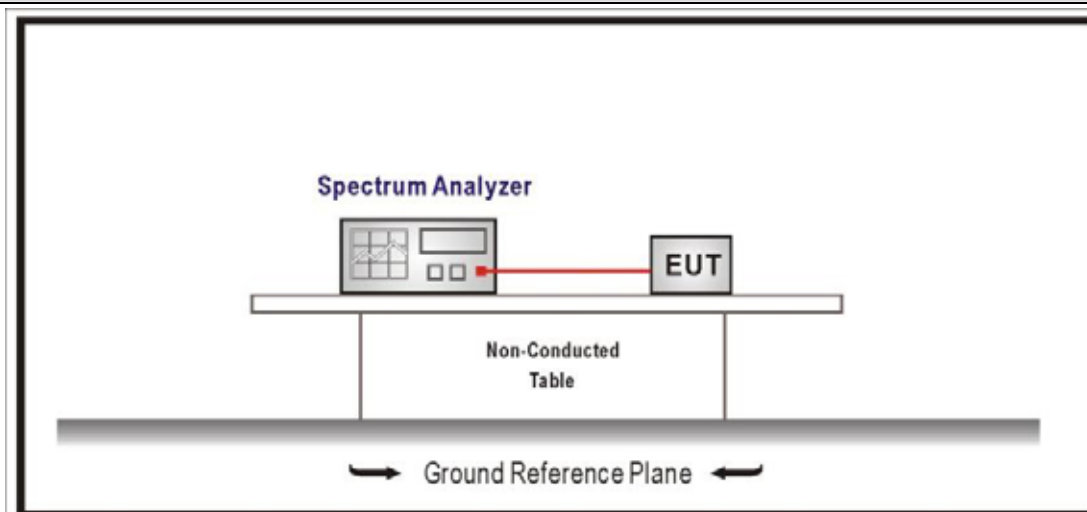 Spectrum Analyzer
EUT
Non-Conducted
Table
Ground Reference Plane